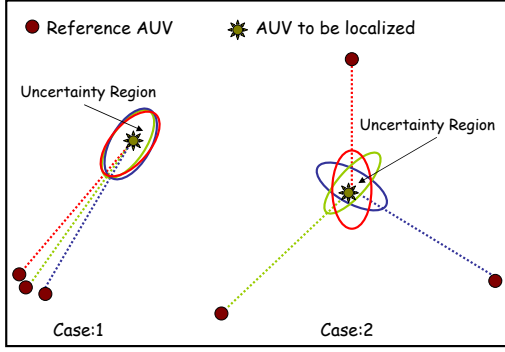 Reference AUV
AUV to be localized
Uncertainty Region
Uncertainty Region
Case:1
Case:2